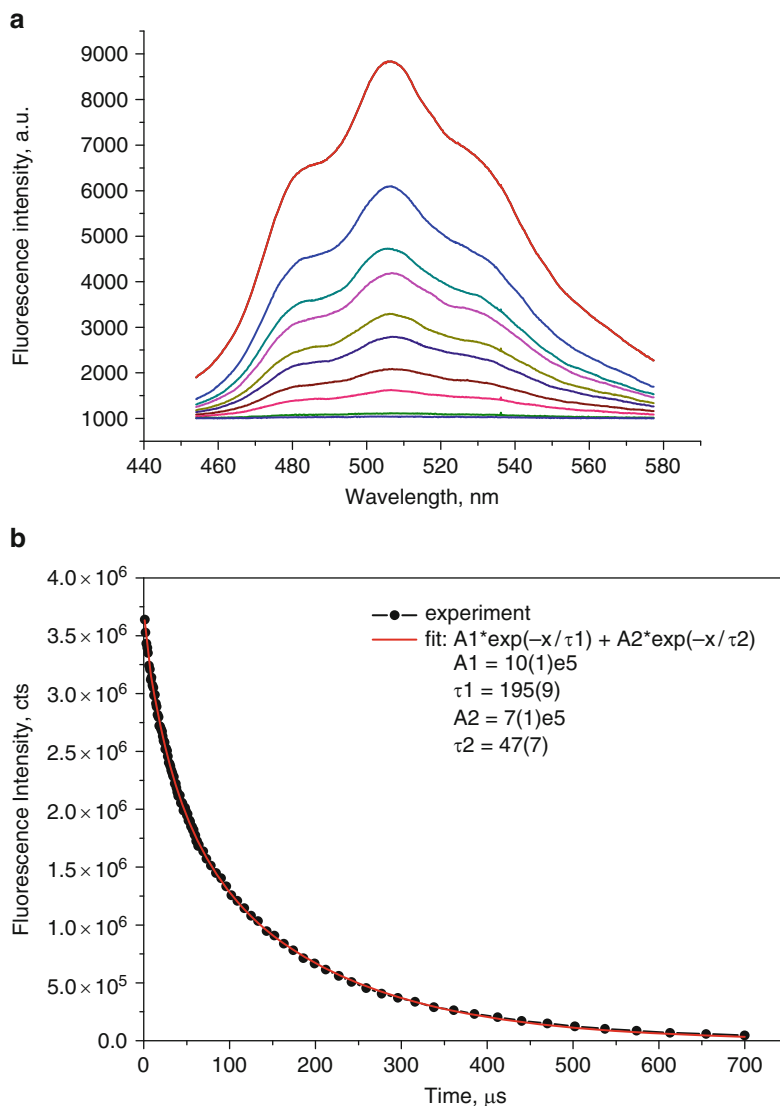 a
9000
8000
7000
6000
5000
4000
3000
2000
1000
Fluorescence intensity, a.u.
440 460 480 500 520 540 560 580
Wavelength, nm
b
4.0 × 10⁶
3.5 × 10⁶
3.0 × 10⁶
2.5 × 10⁶
2.0 × 10⁶
1.5 × 10⁶
1.0 × 10⁶
5.0 × 10⁵
0.0
Fluorescence Intensity, cts
experiment
fit: A1*exp(−x/τ1) + A2*exp(−x/τ2)
A1 = 10(1)e5
τ1 = 195(9)
A2 = 7(1)e5
τ2 = 47(7)
0 100 200 300 400 500 600 700
Time, μs